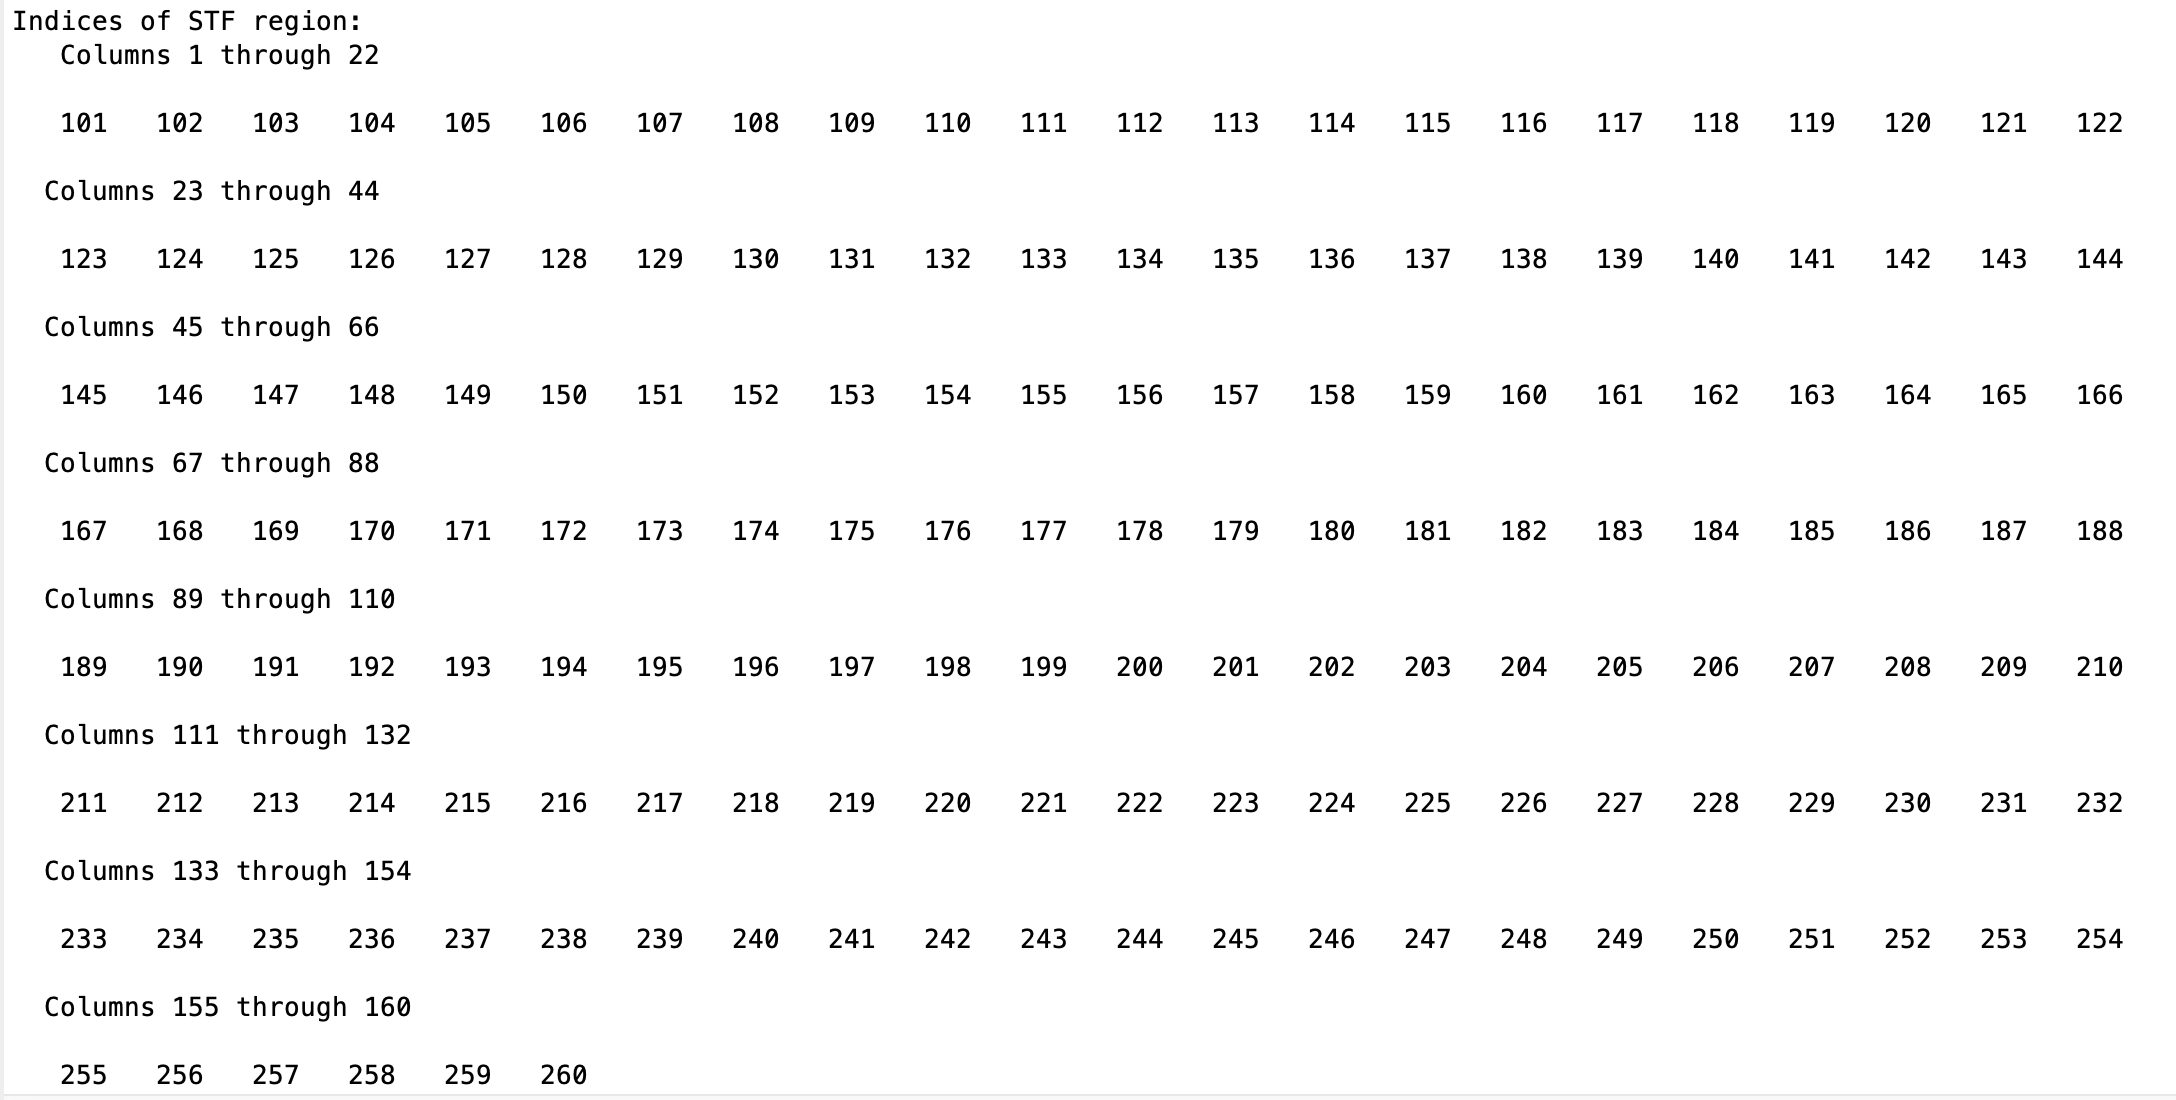 Indices of STF region:
Columns 1 through 22
101 102 103 104 105 106 107 108 109 110 111 112 113 114 115 116 117 118 119 120 121 122
Columns 23 through 44
123 124 125 126 127 128 129 130 131 132 133 134 135 136 137 138 139 140 141 142 143 144
Columns 45 through 66
145 146 147 148 149 150 151 152 153 154 155 156 157 158 159 160 161 162 163 164 165 166
Columns 67 through 88
167 168 169 170 171 172 173 174 175 176 177 178 179 180 181 182 183 184 185 186 187 188
Columns 89 through 110
189 190 191 192 193 194 195 196 197 198 199 200 201 202 203 204 205 206 207 208 209 210
Columns 111 through 132
211 212 213 214 215 216 217 218 219 220 221 222 223 224 225 226 227 228 229 230 231 232
Columns 133 through 154
233 234 235 236 237 238 239 240 241 242 243 244 245 246 247 248 249 250 251 252 253 254
Columns 155 through 160
255 256 257 258 259 260